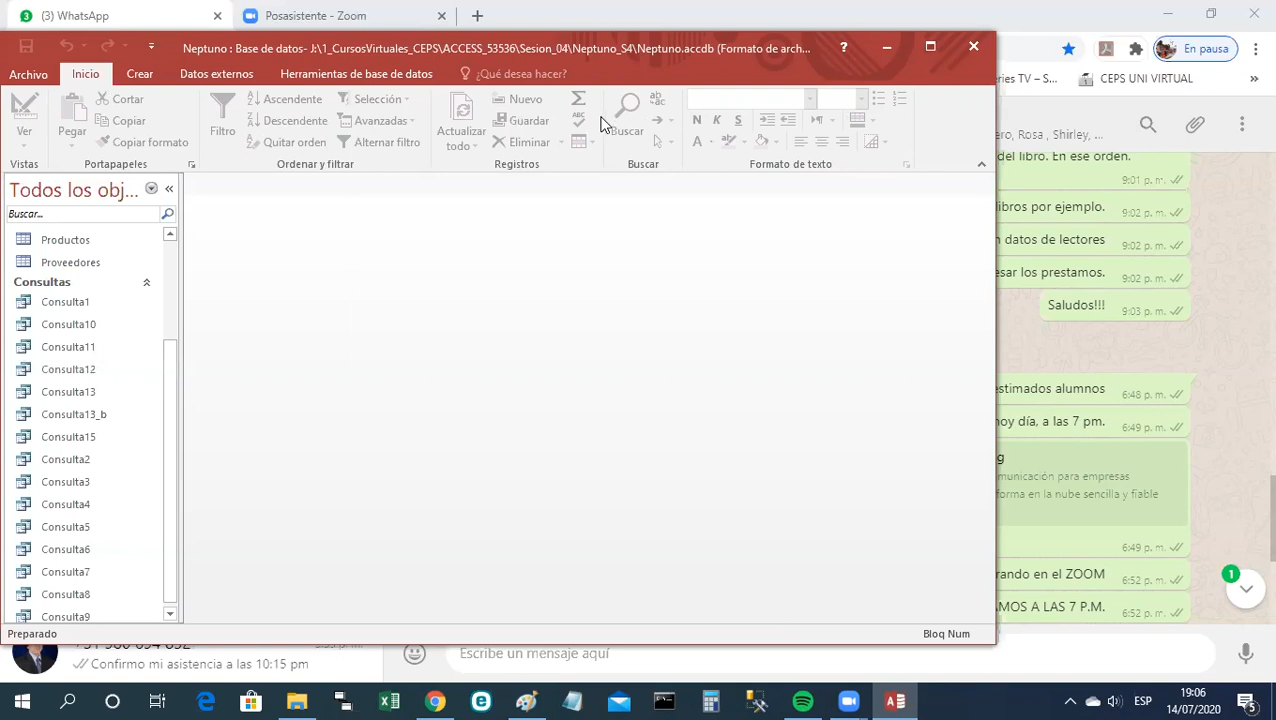 3 (3) WhatsApp
Posasistente - Zoom
Neptuno : Base de datos- J:\1_CursosVirtuales_CEPS\ACCESS_53536\Sesion_04\Neptuno_S4\Neptuno.accdb (Formato de arch...
?
En pausa
Archivo
Inicio
Crear
Datos externos
Herramientas de base de datos
¿Qué desea hacer?
CEPS UNI VIRTUAL
Ver
Pegar
Cortar
Copiar
Copiar formato
Filtro
Ascendente
Descendente
Quitar orden
Selección
Avanzadas
Alternar filtro
Actualizar
todo
Nuevo
Guardar
Eliminar
Buscar
N K S
Vistas
Portapapeles
Ordenar y filtrar
Registros
Buscar
Formato de texto
Todos los obj...
Buscar...
Productos
Proveedores
Consultas
Consulta1
Consulta10
Consulta11
Consulta12
Consulta13
Consulta13_b
Consulta15
Consulta2
Consulta3
Consulta4
Consulta5
Consulta6
Consulta7
Consulta8
Consulta9
Preparado
Bloq Num
ero, Rosa , Shirley, ...
del libro. En ese orden.
9:01 p. m.
libros por ejemplo.
9:02 p. m.
n datos de lectores
9:02 p. m.
esar los prestamos.
9:02 p. m.
Saludos!!!
9:03 p. m.
estimados alumnos
6:48 p. m.
noy día, a las 7 pm.
6:49 p. m.
g
municación para empresas
forma en la nube sencilla y fiable
6:49 p. m.
rando en el ZOOM
6:52 p. m.
AMOS A LAS 7 P.M.
6:52 p. m.
1
Confirmo mi asistencia a las 10:15 pm
Escribe un mensaje aquí
ESP
19:06
14/07/2020
5